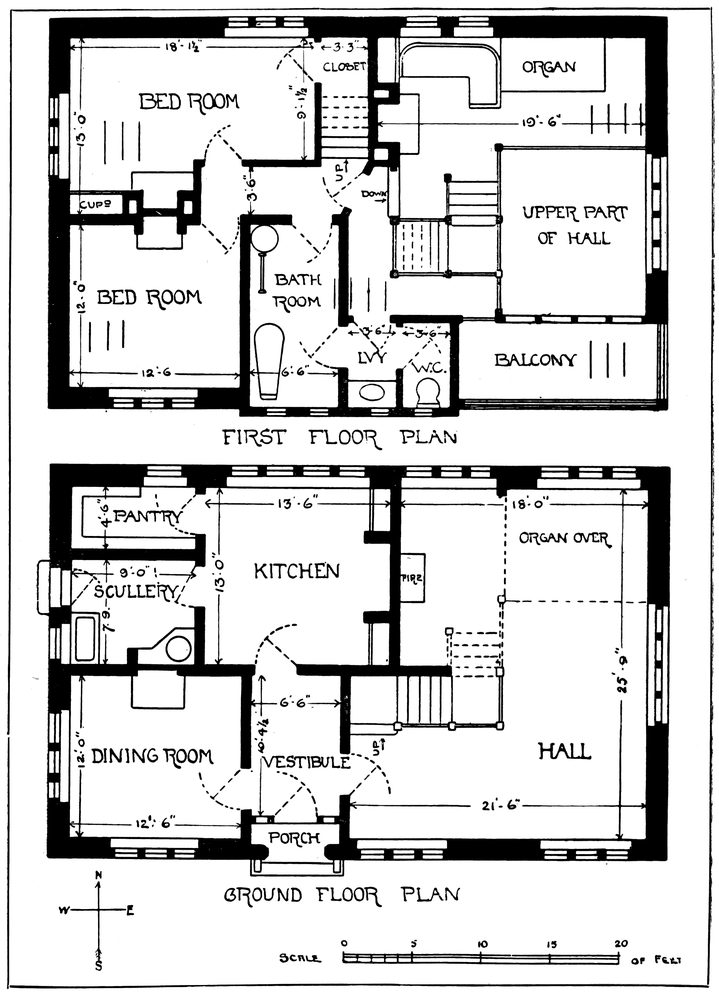 18'-1½"
3'.3"
CLOSET
ORGAN
BED ROOM
9'-1½"
13'.0"
19'-6"
UP
3'.6"
DOWN
CUPD
UPPER PART
OF HALL
12'.0"
BED ROOM
BATH
ROOM
3'.6
3'.6"
LVY
W.C.
BALCONY
12'.6
6'-6"
FIRST FLOOR PLAN
4'.6"
PANTRY
13'-6"
18'.0"
ORGAN OVER
9'-0"
SCULLERY
13'.0"
KITCHEN
FIRE
7'.9"
25'.9"
6'-6"
12'.0"
DINING ROOM
10'.4½
VESTIBULE
UP
HALL
12'.6"
21'-6"
PORCH
GROUND FLOOR PLAN
N
W E
S
0 5 10 15 20
SCALE OF FEET